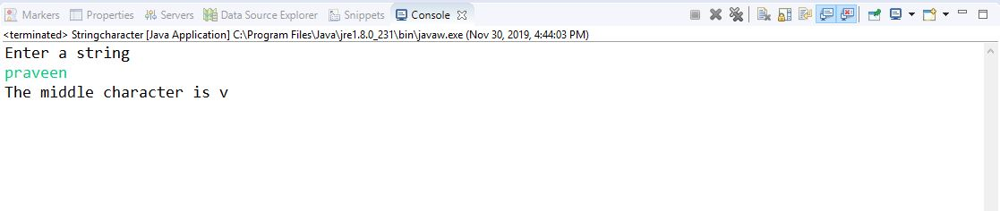 Markers Properties Servers Data Source Explorer Snippets Console
<terminated> Stringcharacter [Java Application] C:\Program Files\Java\jre1.8.0_231\bin\javaw.exe (Nov 30, 2019, 4:44:03 PM)
Enter a string
praveen
The middle character is v